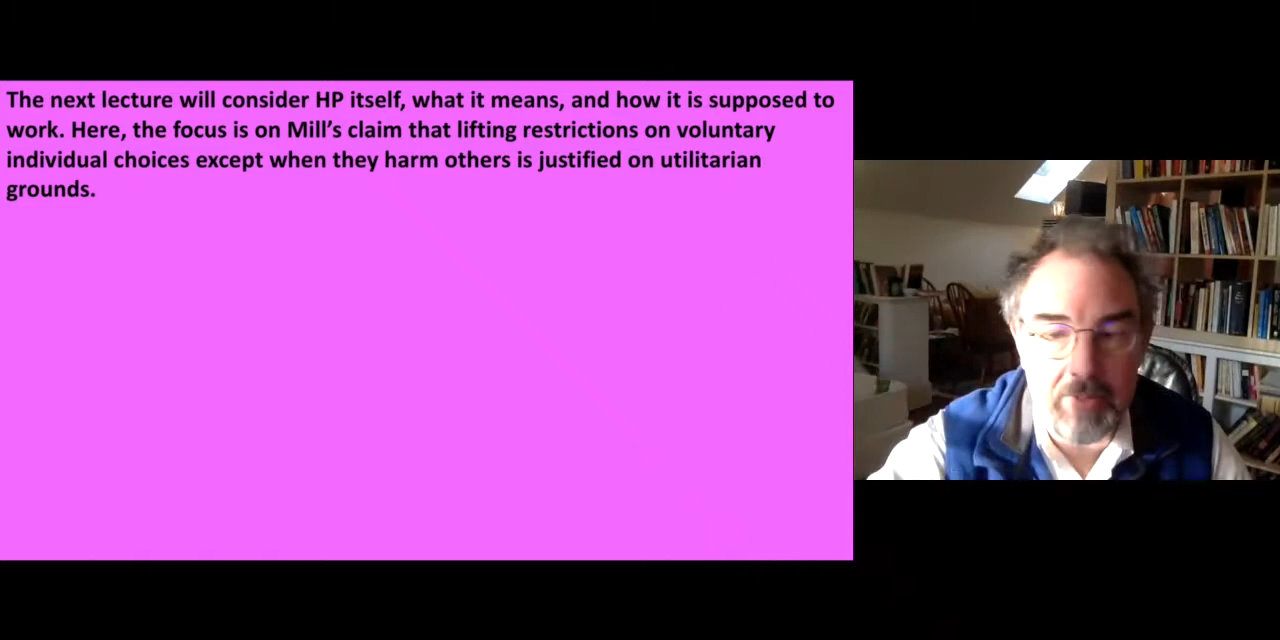 The next lecture will consider HP itself, what it means, and how it is supposed to
work. Here, the focus is on Mill’s claim that lifting restrictions on voluntary
individual choices except when they harm others is justified on utilitarian
grounds.